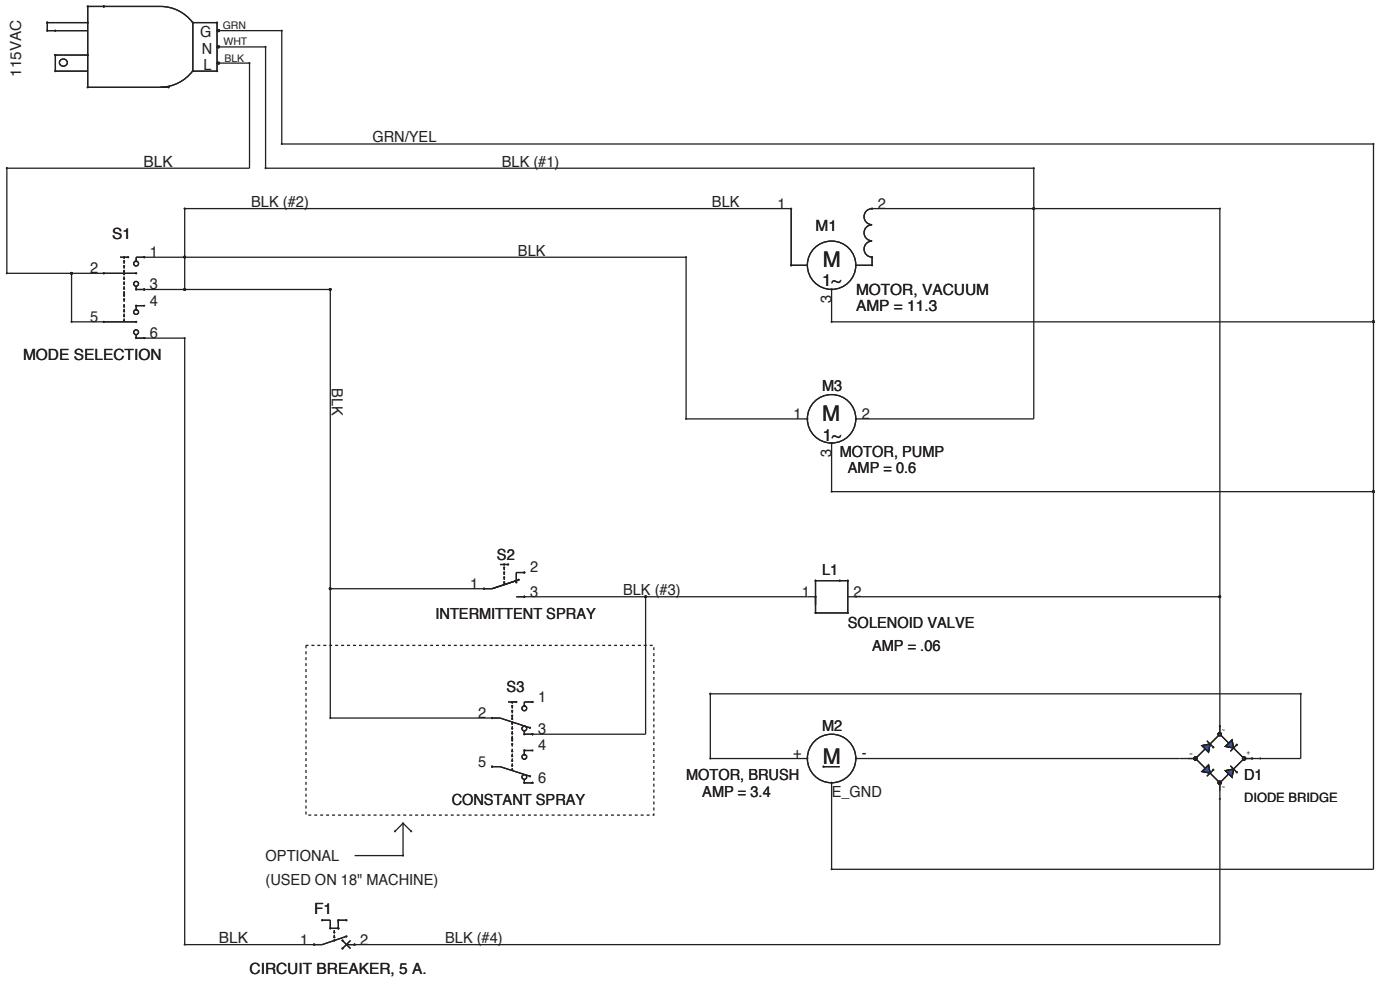 115VAC
G GRN
N WHT
L BLK
GRN/YEL
BLK
BLK (#1)
BLK (#2)
BLK
1
2
S1
M1
1
2
3
4
5
6
MODE SELECTION
BLK
M
1~
3
MOTOR, VACUUM
AMP = 11.3
BLK
M3
1
M
1~
2
3
MOTOR, PUMP
AMP = 0.6
S2
1
2
3
INTERMITTENT SPRAY
BLK (#3)
L1
1
2
SOLENOID VALVE
AMP = .06
S3
1
2
3
4
5
6
CONSTANT SPRAY
M2
+
M
-
MOTOR, BRUSH
AMP = 3.4
E_GND
~
-
+
~
D1
DIODE BRIDGE
OPTIONAL
(USED ON 18" MACHINE)
F1
BLK
1
2
BLK (#4)
CIRCUIT BREAKER, 5 A.